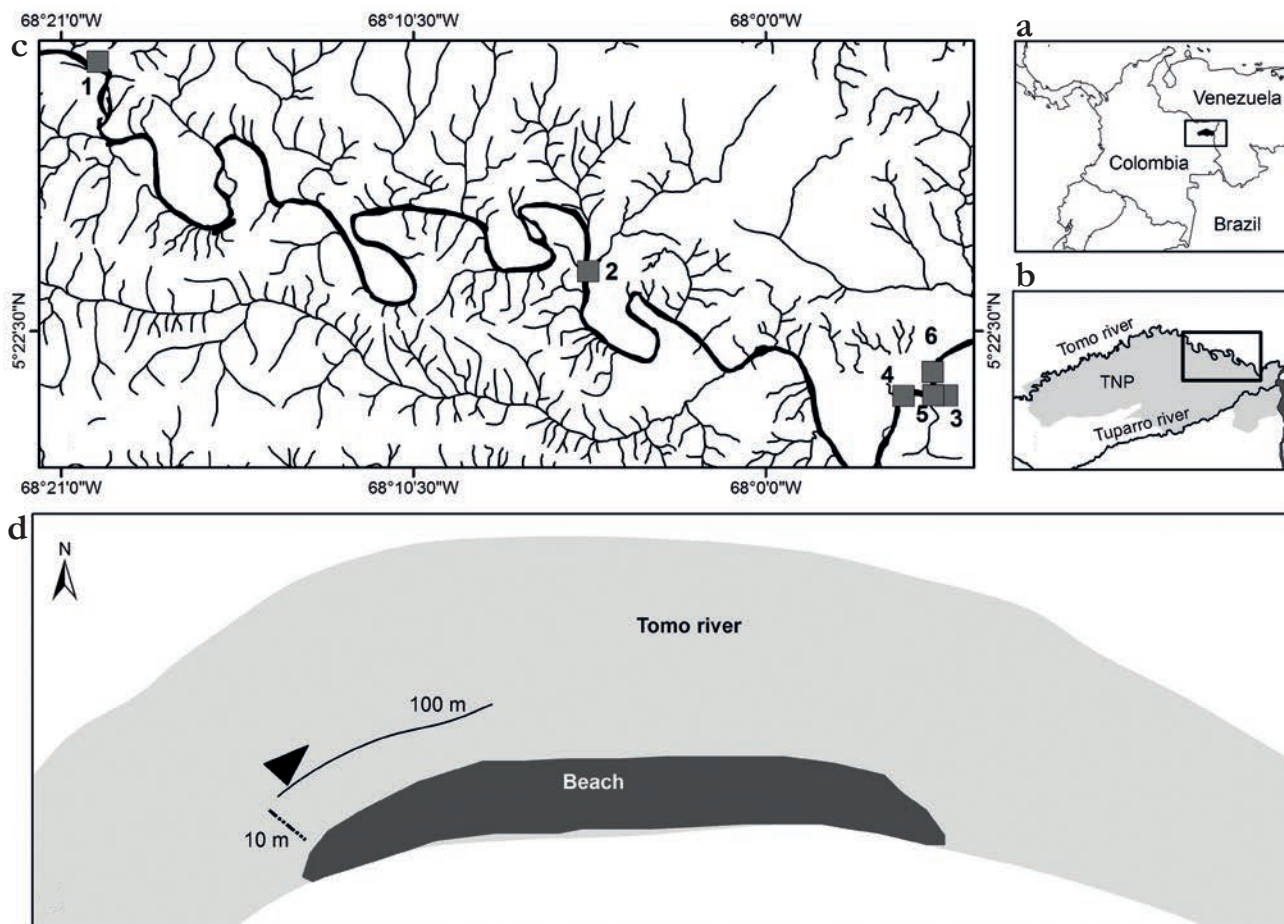 68°21'0"W 68°10'30"W 68°0'0"W
c
1
2
5°22'30"N
5°22'30"N
6
4
5
3
68°21'0"W 68°10'30"W 68°0'0"W
a
Venezuela
Colombia
Brazil
b
Tomo river
TNP
Tuparro river
d
N
Tomo river
100 m
Beach
10 m